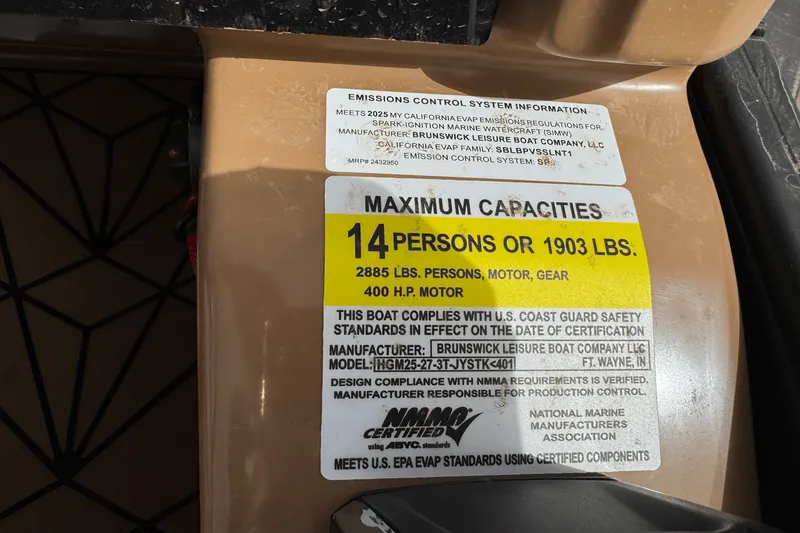 EMISSIONS CONTROL SYSTEM INFORMATION
MEETS 2025 MY CALIFORNIA EVAP EMISSIONS REGULATIONS FOR
SPARK-IGNITION MARINE WATERCRAFT (SIMW)
MANUFACTURER: BRUNSWICK LEISURE BOAT COMPANY, LLC
CALIFORNIA EVAP FAMILY: SBLBPVSSLNT1
EMISSION CONTROL SYSTEM: SP
MRP# 2432960
MAXIMUM CAPACITIES
14 PERSONS OR 1903 LBS.
2885 LBS. PERSONS, MOTOR, GEAR
400 H.P. MOTOR
THIS BOAT COMPLIES WITH U.S. COAST GUARD SAFETY
STANDARDS IN EFFECT ON THE DATE OF CERTIFICATION
MANUFACTURER: BRUNSWICK LEISURE BOAT COMPANY LLC
MODEL: HGM25-27-3T-JYSTK<401 FT. WAYNE, IN
DESIGN COMPLIANCE WITH NMMA REQUIREMENTS IS VERIFIED.
MANUFACTURER RESPONSIBLE FOR PRODUCTION CONTROL.
NMMA
CERTIFIED
using ABYC. standards
NATIONAL MARINE
MANUFACTURERS
ASSOCIATION
MEETS U.S. EPA EVAP STANDARDS USING CERTIFIED COMPONENTS